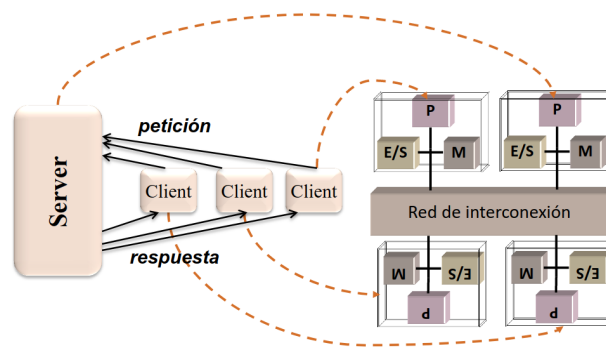 Server
petición
Client
Client
Client
respuesta
P
E/S
M
P
E/S
M
Red de interconexión
M
E/S
P
M
E/S
P